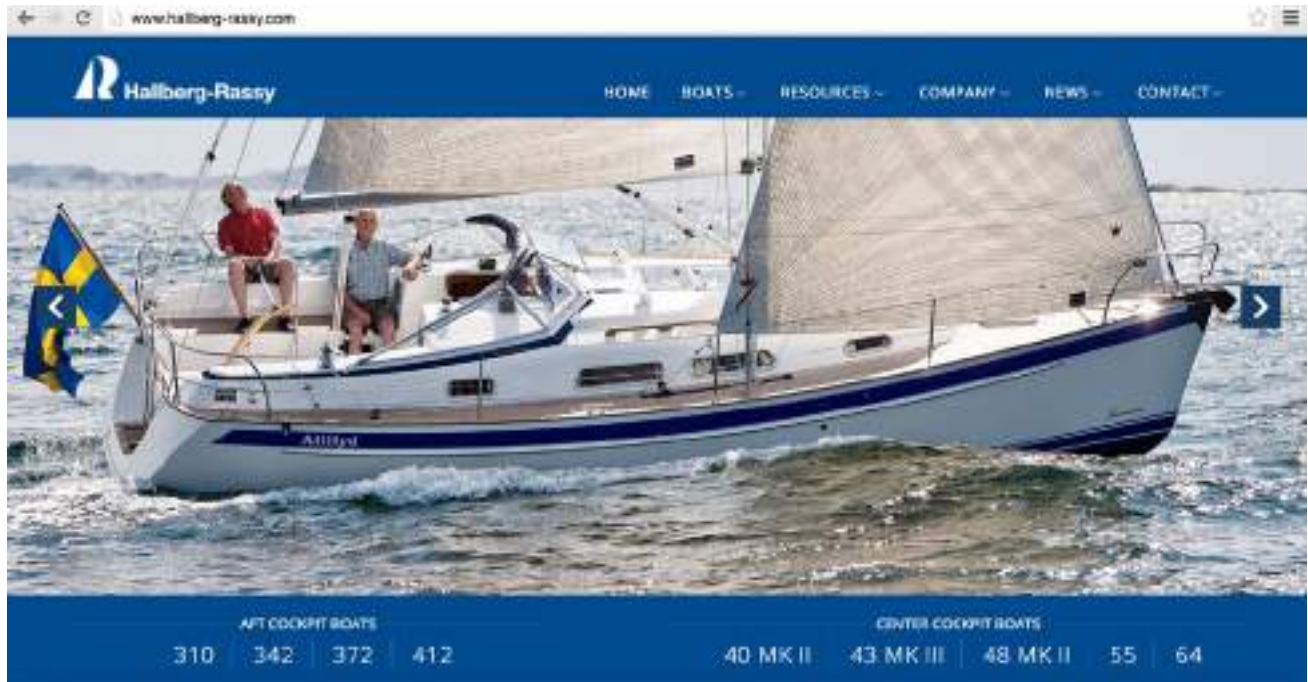 www.hallberg-rassy.com
Hallberg-Rassy
HOME BOATS RESOURCES COMPANY NEWS CONTACT
AFT COCKPIT BOATS
310 342 372 412
CENTER COCKPIT BOATS
40 MK II 43 MK III 48 MK II 55 64